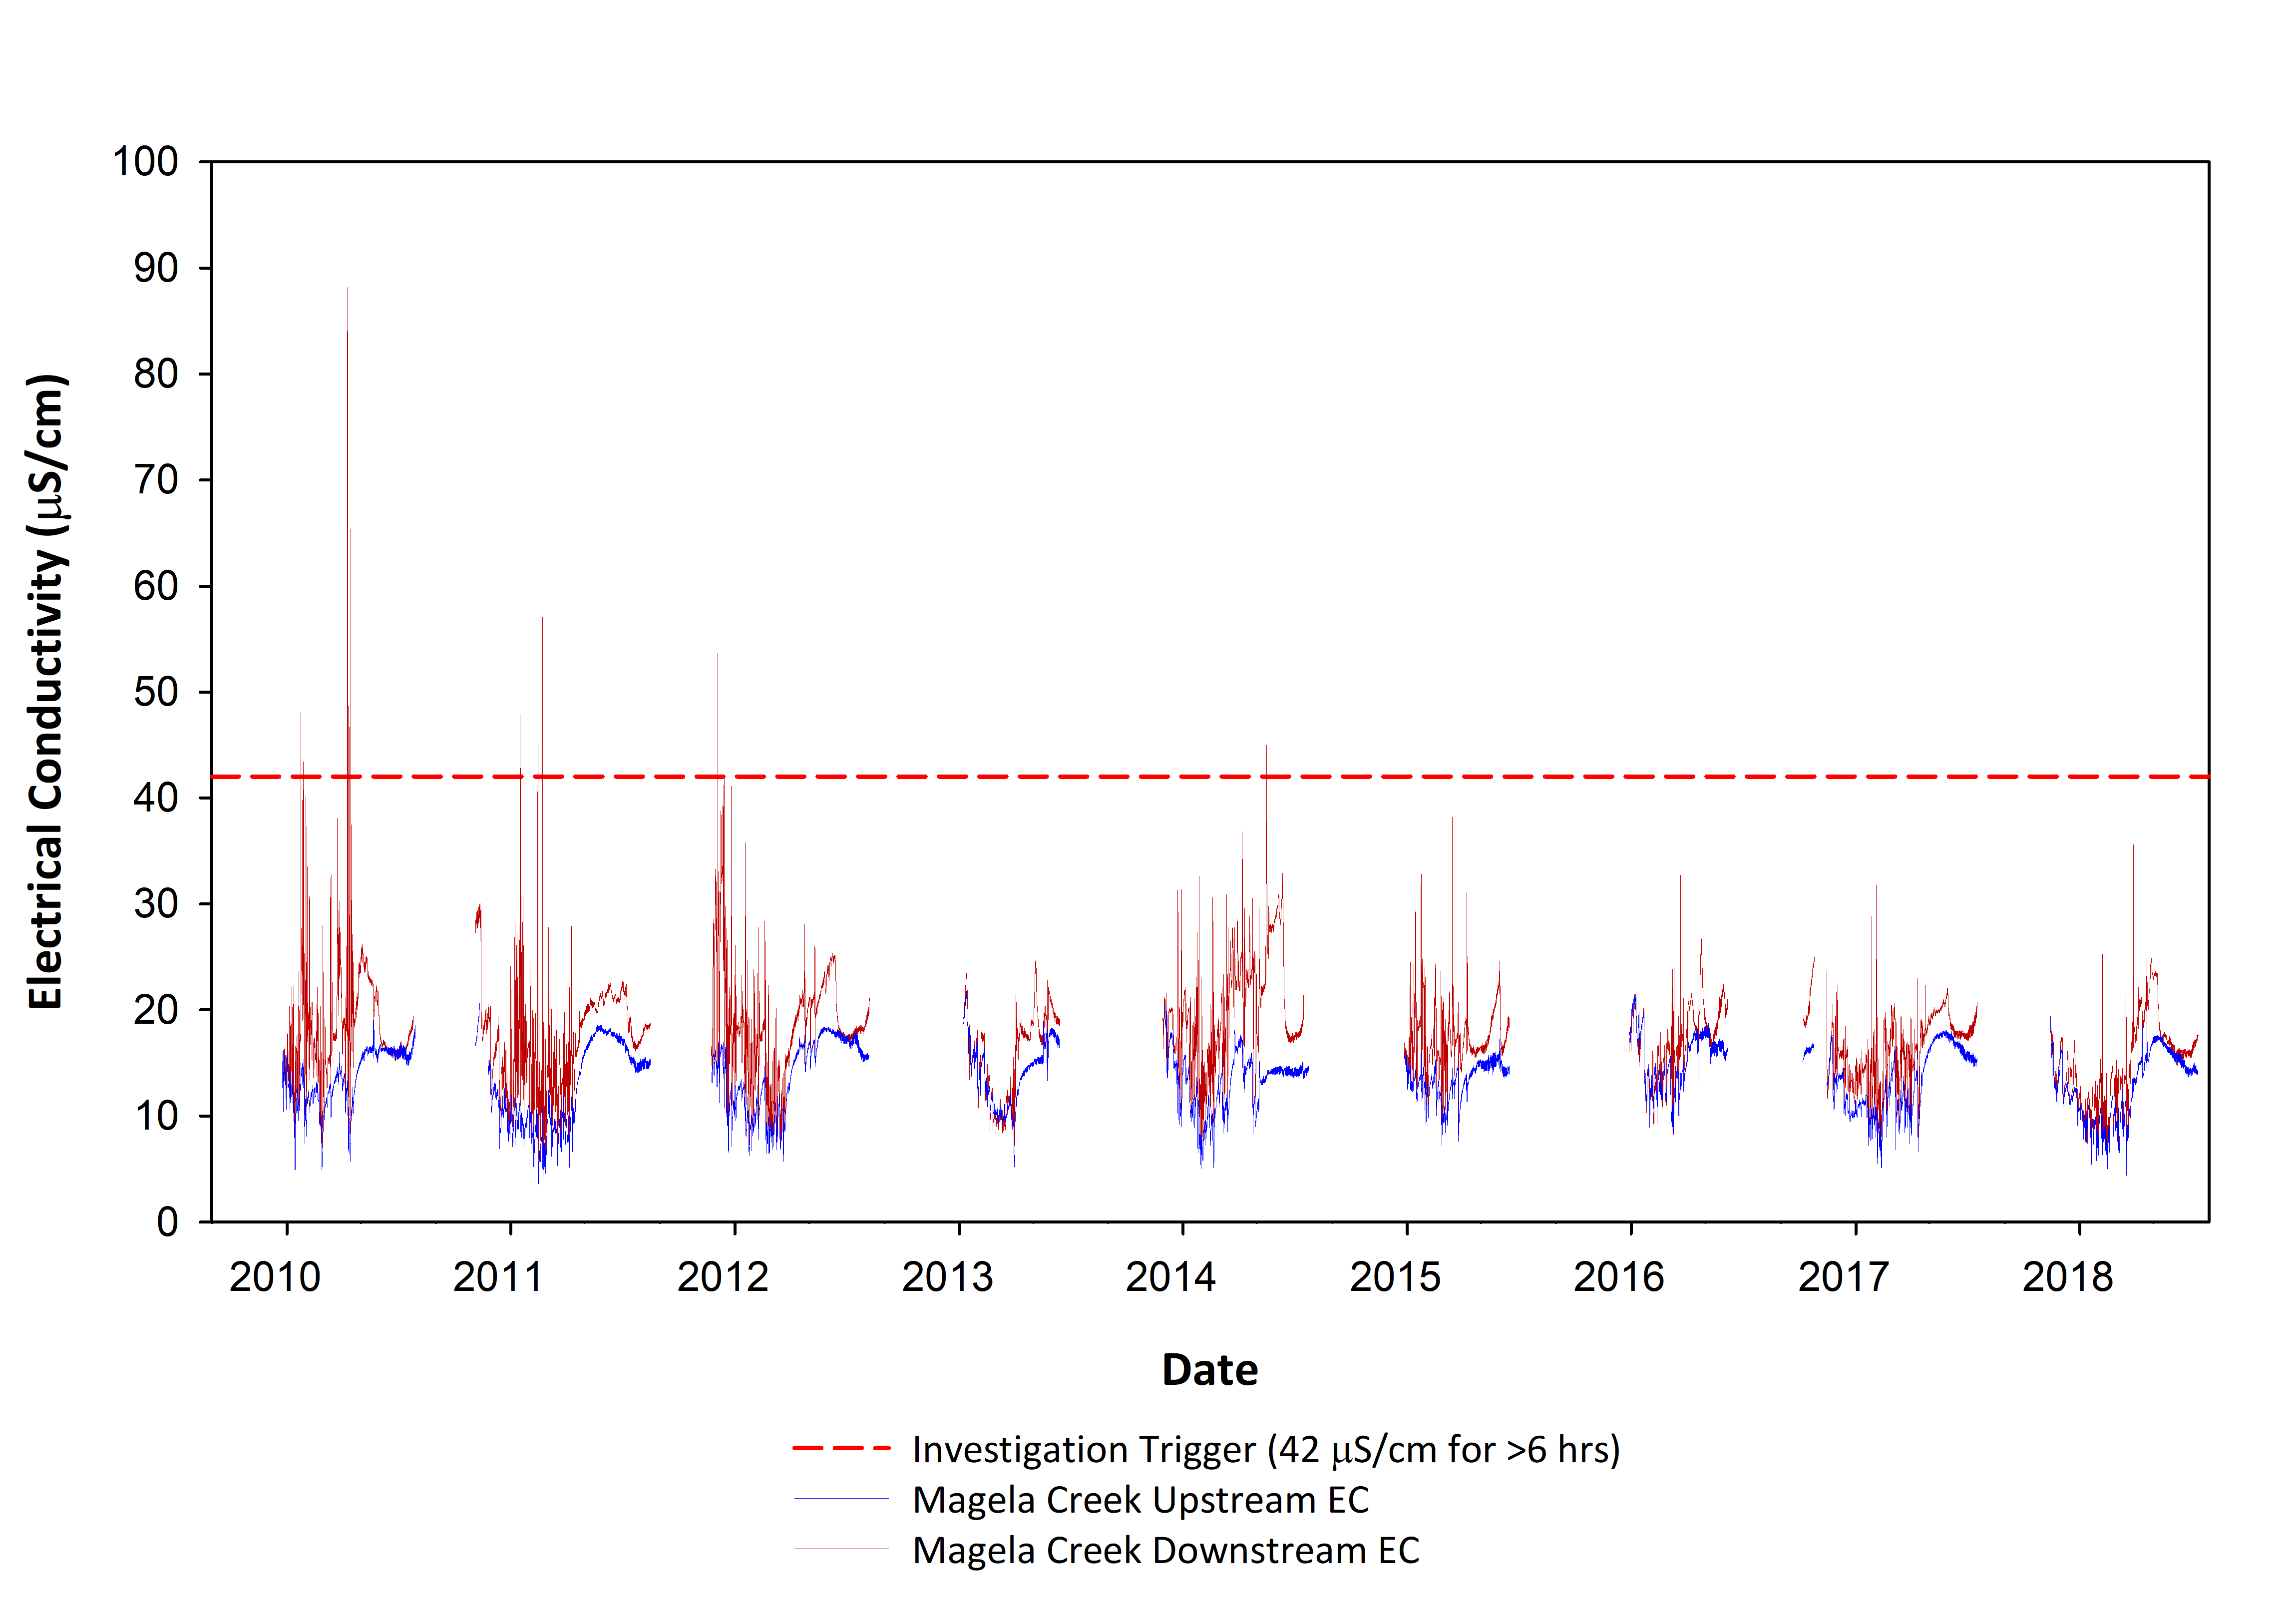 100
90
80
70
60
50
40
30
20
10
0
Electrical Conductivity (µS/cm)
2010 2011 2012 2013 2014 2015 2016 2017 2018
Date
Investigation Trigger (42 µS/cm for >6 hrs)
Magela Creek Upstream EC
Magela Creek Downstream EC